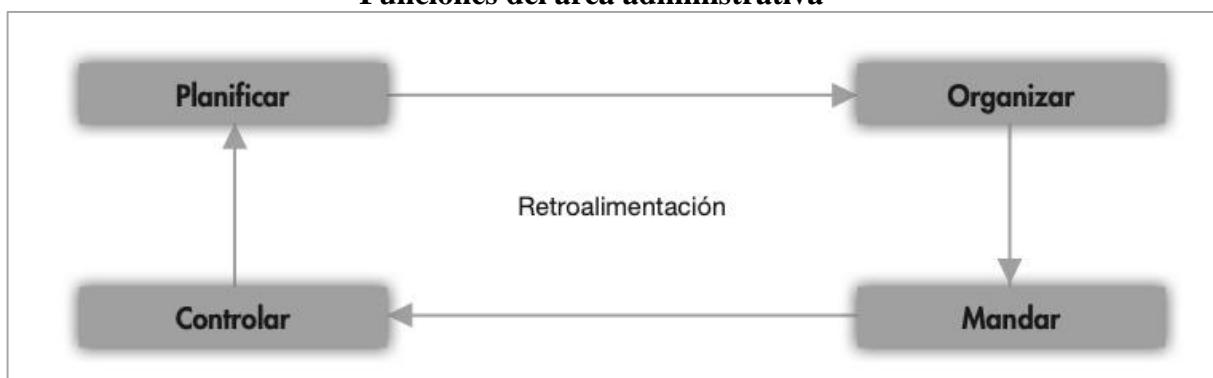 Funciones del área administrativa
Planificar
Organizar
Retroalimentación
Controlar
Mandar